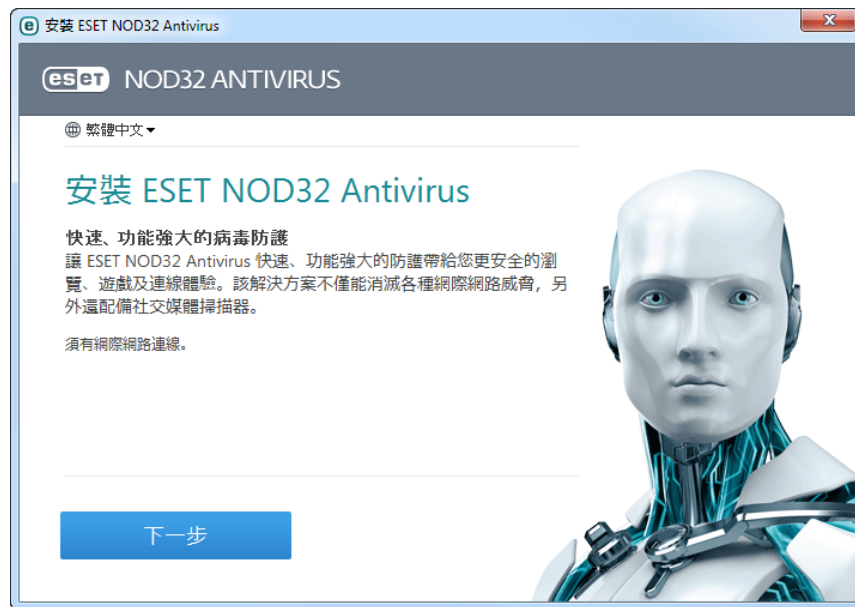 安裝 ESET NOD32 Antivirus
eset NOD32 ANTIVIRUS
繁體中文
安裝 ESET NOD32 Antivirus
快速、功能強大的病毒防護
讓 ESET NOD32 Antivirus 快速、功能強大的防護帶給您更安全的瀏
覽、遊戲及連線體驗。該解決方案不僅能消滅各種網際網路威脅，另
外還配備社交媒體掃描器。
須有網際網路連線。
下一步